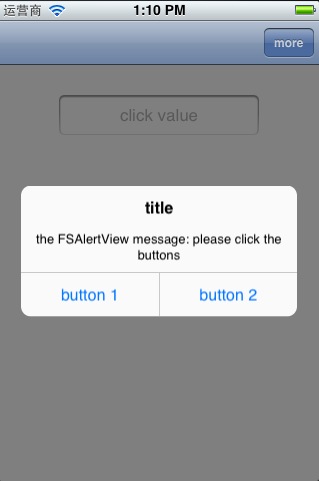 运营商 1:10 PM
more
click value
title
the FSAlertView message: please click the
buttons
button 1 button 2